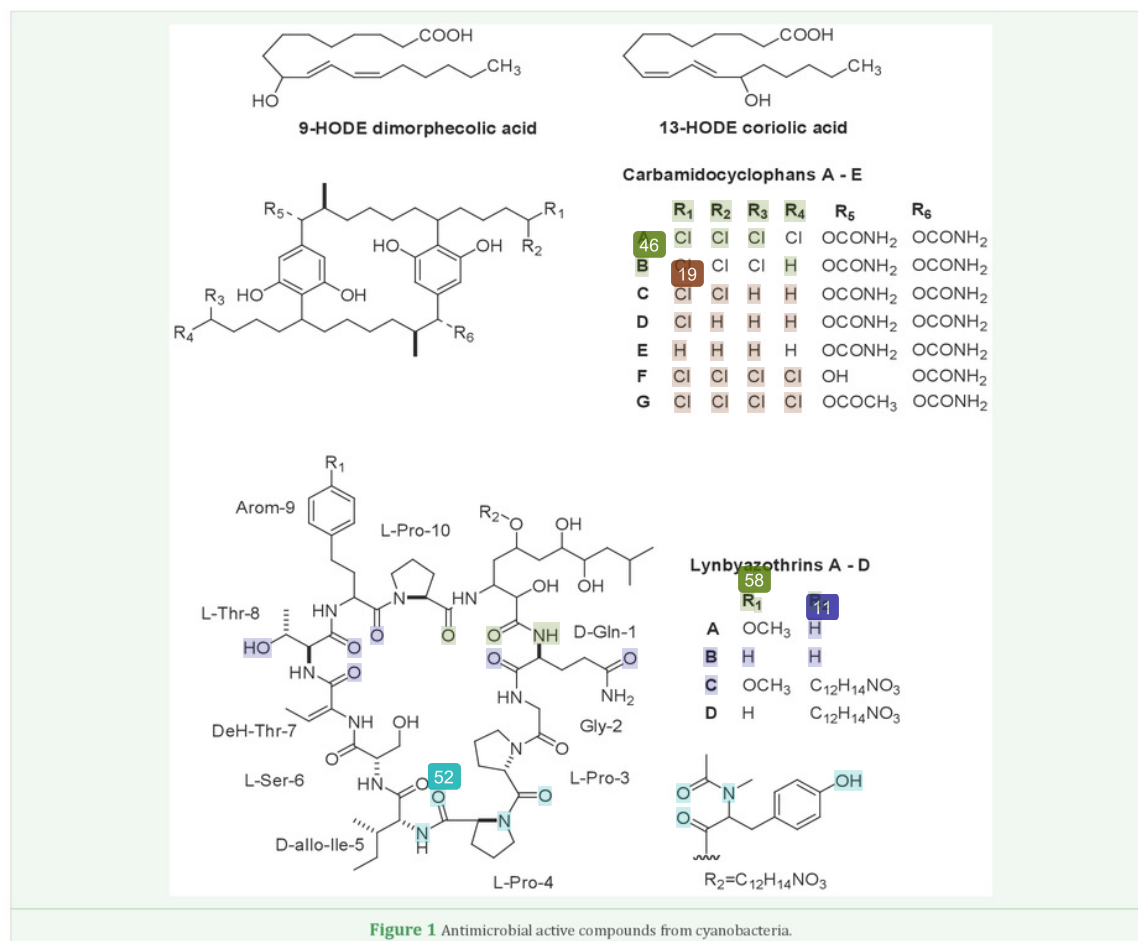 COOH
CH3
HO
9-HODE dimorphecolic acid
COOH
CH3
OH
13-HODE coriolic acid
Carbamidocyclophans A - E
R1 R2 R3 R4 R5 R6
46 Cl Cl Cl Cl OCONH2 OCONH2
B 19 Cl Cl H OCONH2 OCONH2
C Cl Cl H H OCONH2 OCONH2
D Cl H H H OCONH2 OCONH2
E H H H H OCONH2 OCONH2
F Cl Cl Cl Cl OH OCONH2
G Cl Cl Cl Cl OCOCH3 OCONH2
R5 R1
R2
HO OH
HO OH
R3
R4 R6
R1
Arom-9
L-Pro-10
R2 O OH
OH
OH
L-Thr-8
HN N HN
O O O
HO O
NH D-Gln-1
HN O O O
HN NH2
DeH-Thr-7
NH OH
Gly-2
O N O
L-Ser-6
HN O 52
O
L-Pro-3
O
N
N
H
D-allo-Ile-5
L-Pro-4
Lynbyazothrins A - D
58
R1 11
A OCH3 H
B H H
C OCH3 C12H14NO3
D H C12H14NO3
O N OH
O
R2=C12H14NO3
Figure 1 Antimicrobial active compounds from cyanobacteria.